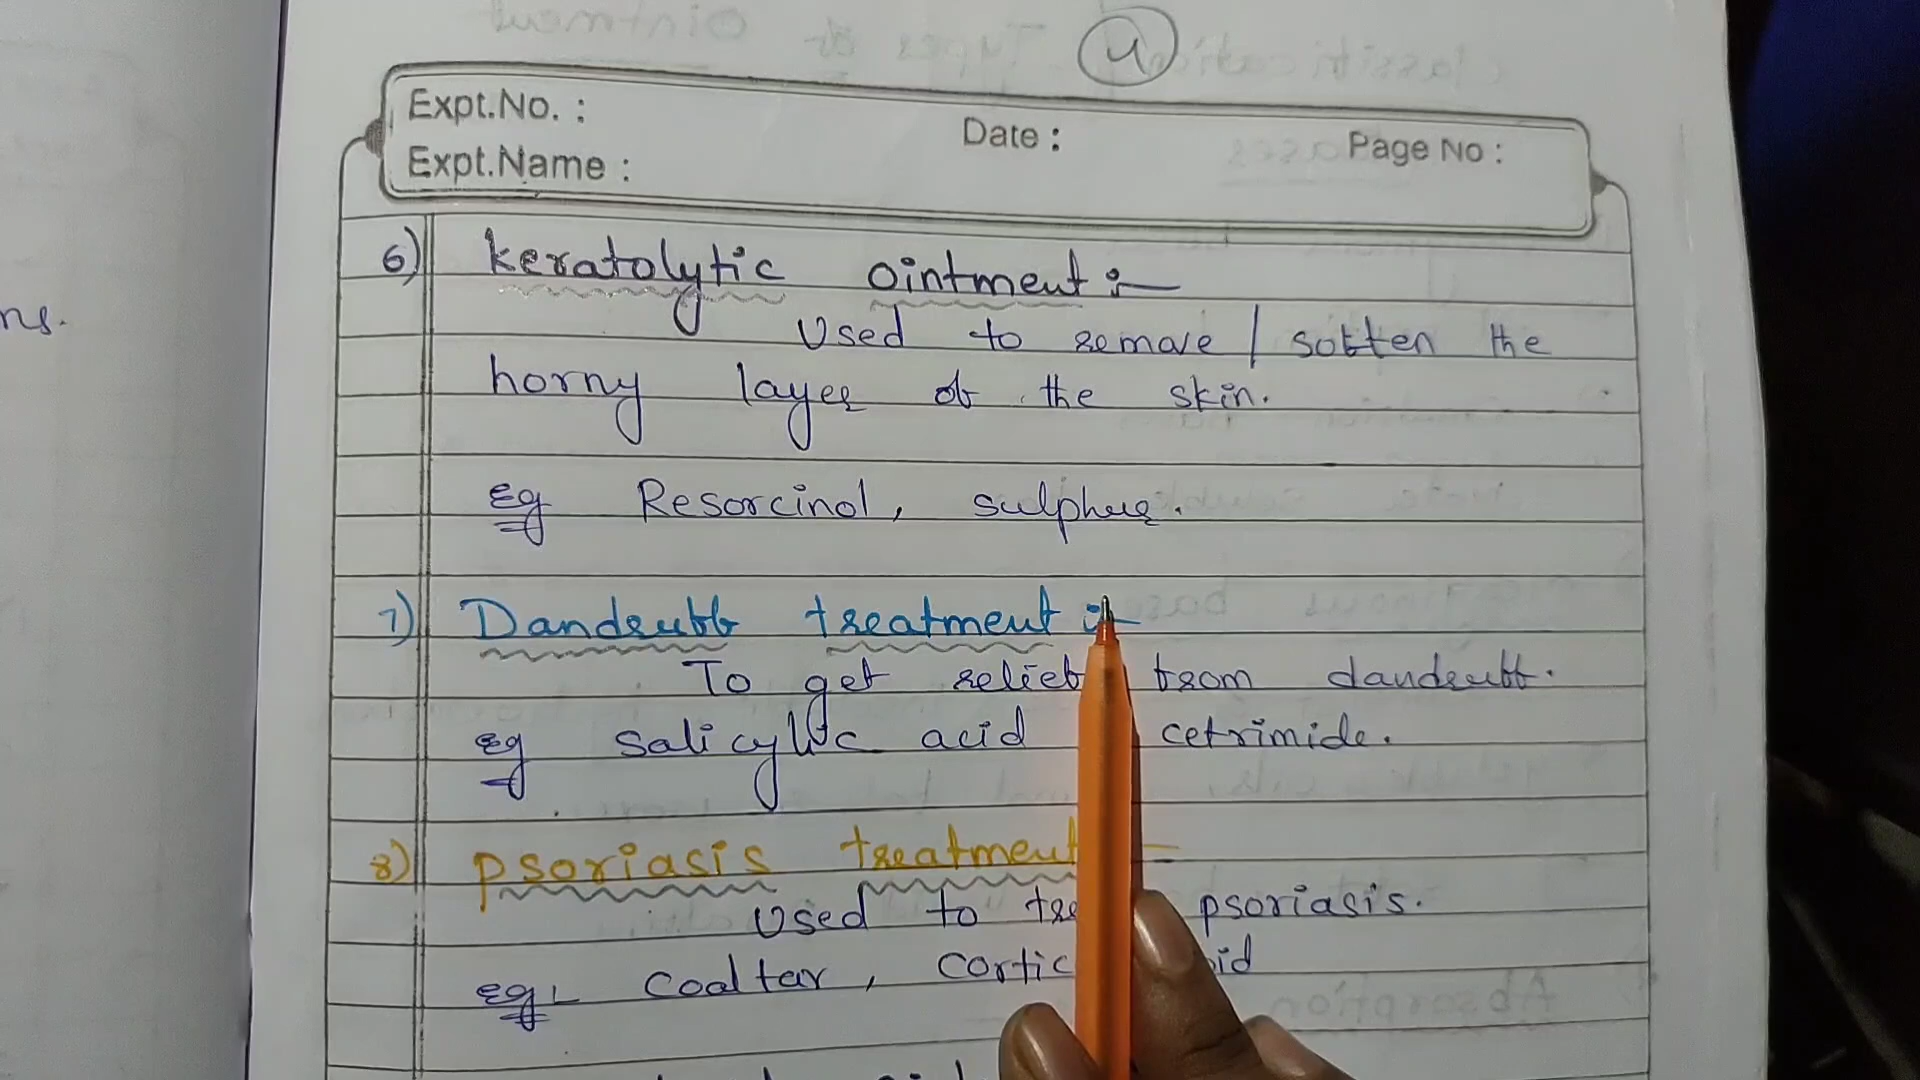 4
Expt.No. :
Date :
Page No :
Expt.Name :
6) Keratolytic ointment :-
Used to remove / soften the
horny layer of the skin.
Eg Resorcinol, sulphur.
7) Dandruff treatment :-
To get relief from dandruff.
eg salicylic acid cetrimide.
8) psoriasis treatment -
Used to psoriasis.
eg:- Coaltar,
ns.